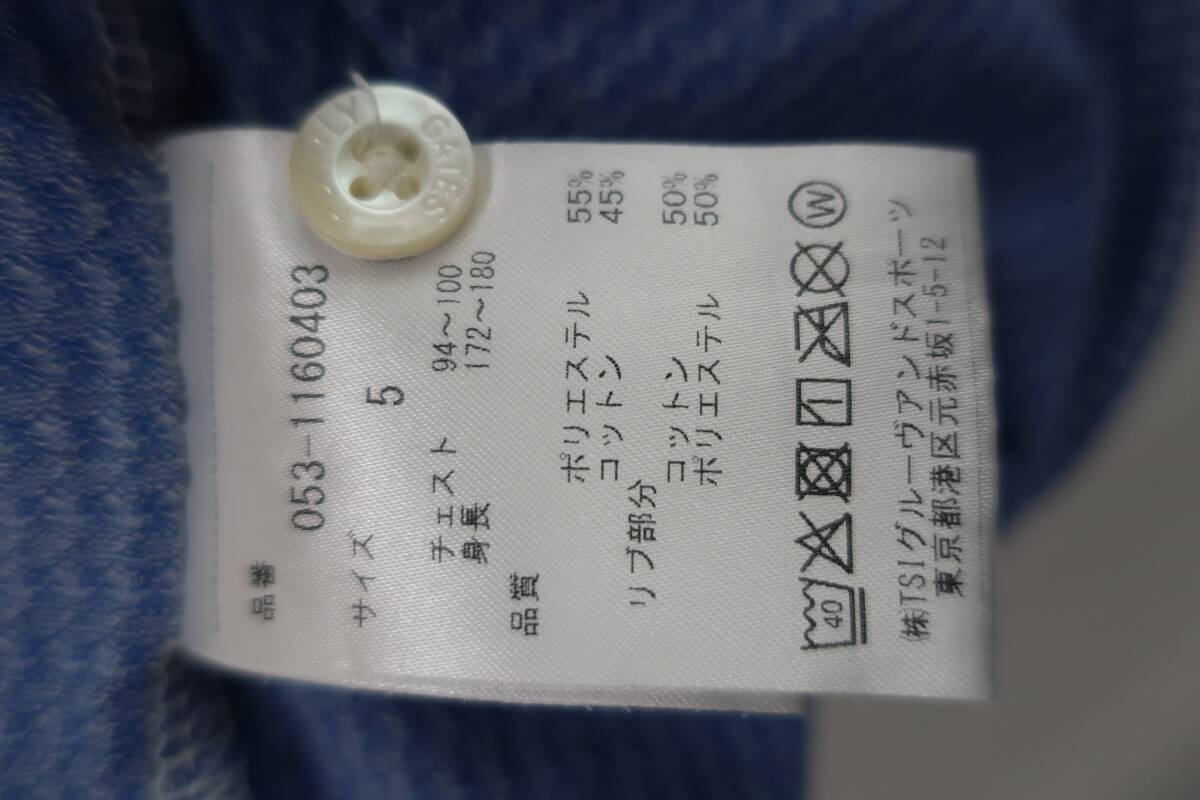 品番
053-1160403
サイズ 5
チェスト 94～100
身長 172～180
品質
ポリエステル 55%
コットン 45%
リブ部分
コットン 50%
ポリエステル 50%
40
W
㈱TSIグルーヴアンドスポーツ
東京都港区元赤坂1-5-12
GATES